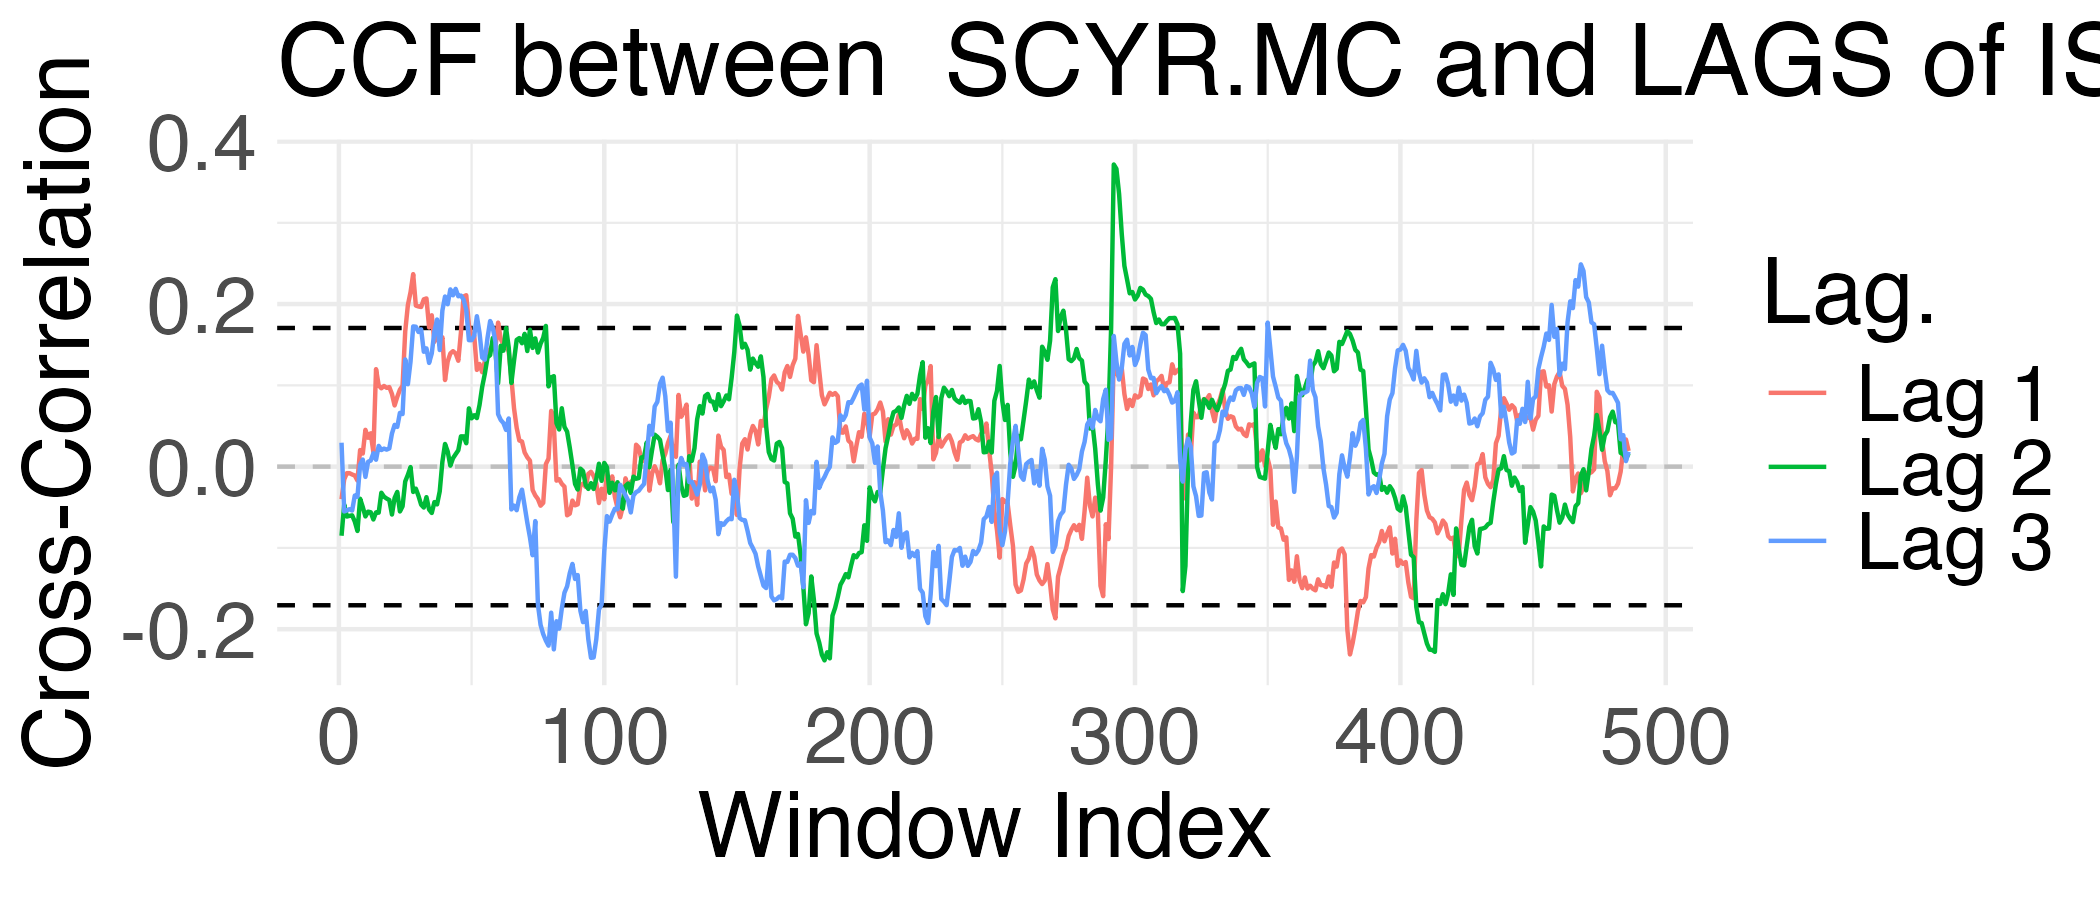 CCF between SCYR.MC and LAGS of IS
Cross-Correlation
0.4
0.2
0.0
-0.2
0 100 200 300 400 500
Window Index
Lag.
Lag 1
Lag 2
Lag 3